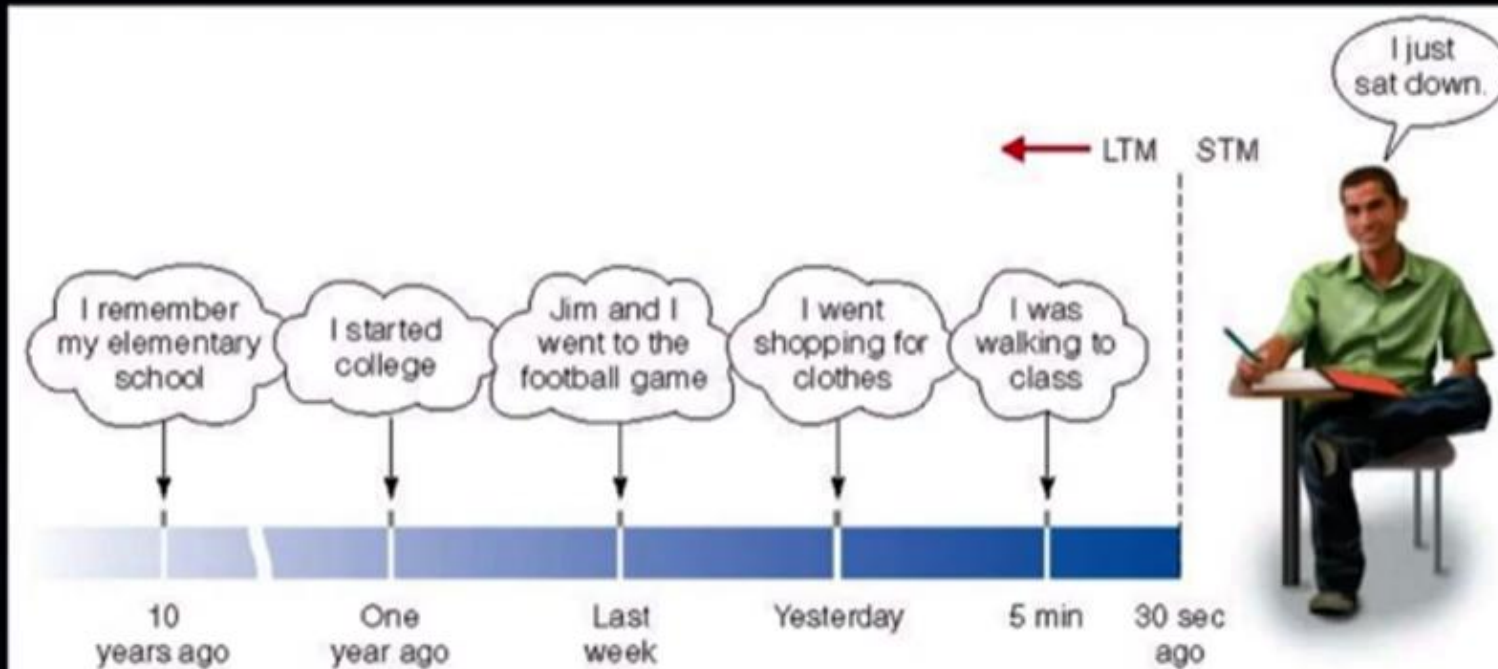 I just
sat down.
LTM STM
I remember
my elementary
school
I started
college
Jim and I
went to the
football game
I went
shopping for
clothes
I was
walking to
class
10
years ago
One
year ago
Last
week
Yesterday
5 min
30 sec
ago